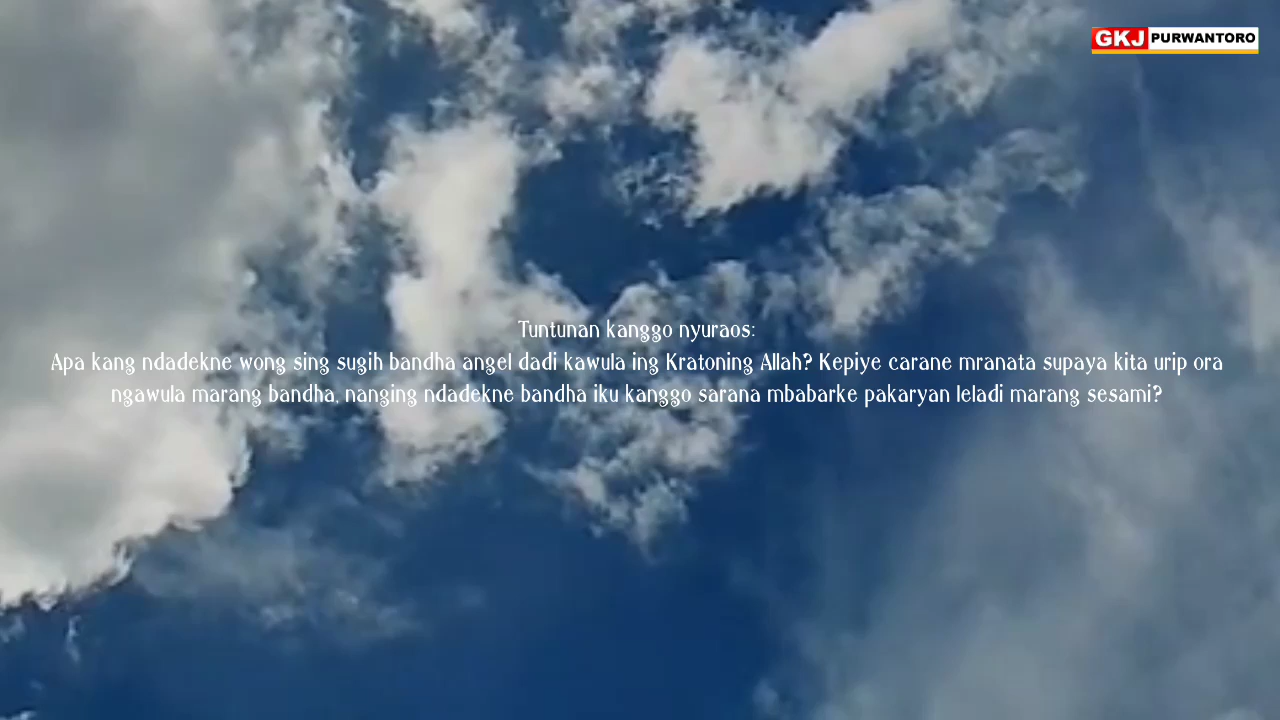 GKJ PURWANTORO
Tuntunan kanggo nyuraos:
Apa kang ndadekne wong sing sugih bandha angel dadi kawula ing Kratoning Allah? Kepiye carane mranata supaya kita urip ora
ngawula marang bandha, nanging ndadekne bandha iku kanggo sarana mbabarke pakaryan leladi marang sesami?